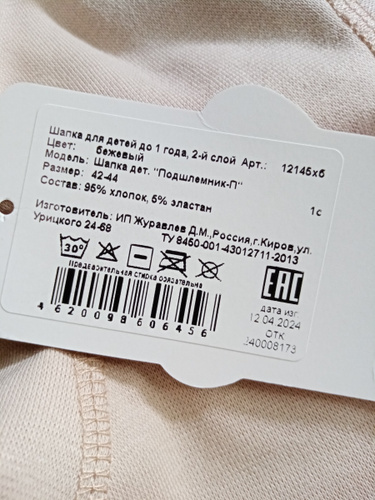 Шапка для детей до 1 года, 2-й слой Арт.: 12145хб
Цвет: бежевый
Модель: Шапка дет. "Подшлемник-П"
Размер: 42-44
Состав: 95% хлопок, 5% эластан 1с
Изготовитель: ИП Журавлев Д.М.,Россия,г.Киров,ул.
Урицкого 24-68 ТУ 8450-001-43012711-2013
30°
Предварительная стирка обязательна
4620098606456
EAC
дата изг.
12.04.2024
ОТК
340008173